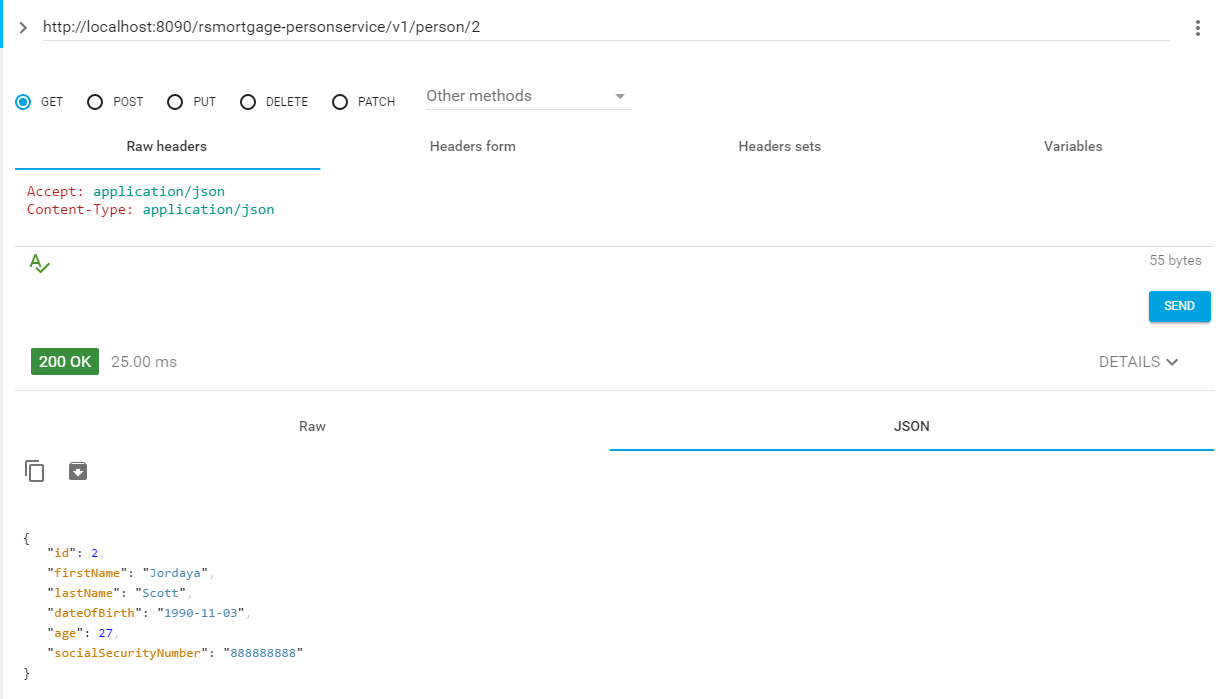 http://localhost:8090/rsmortgage-personservice/v1/person/2
GET POST PUT DELETE PATCH Other methods
Raw headers Headers form Headers sets Variables
Accept: application/json
Content-Type: application/json
55 bytes
SEND
200 OK 25.00 ms DETAILS
Raw JSON
{
"id": 2,
"firstName": "Jordaya",
"lastName": "Scott",
"dateOfBirth": "1990-11-03",
"age": 27,
"socialSecurityNumber": "888888888"
}